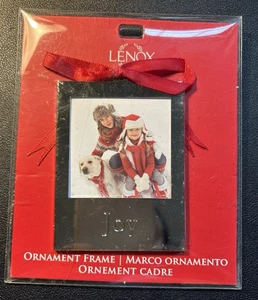 LENOX
Joy
ORNAMENT FRAME | MARCO ORNAMENTO
ORNEMENT CADRE